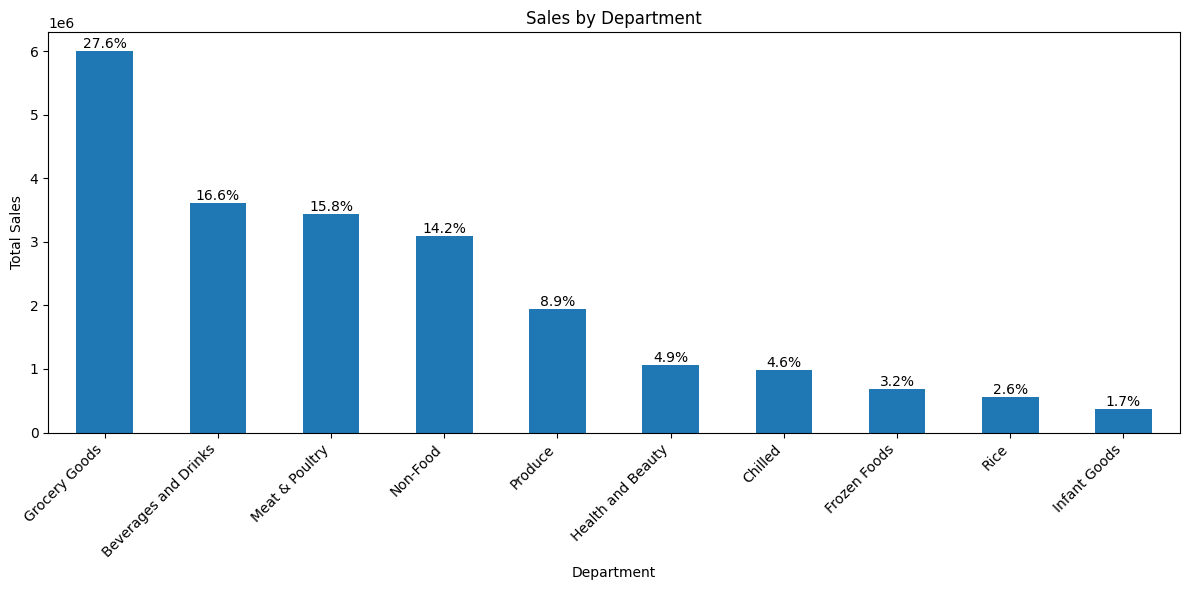 Sales by Department
1e6
Total Sales
6
5
4
3
2
1
0
27.6%
16.6%
15.8%
14.2%
8.9%
4.9%
4.6%
3.2%
2.6%
1.7%
Grocery Goods
Beverages and Drinks
Meat & Poultry
Non-Food
Produce
Health and Beauty
Chilled
Frozen Foods
Rice
Infant Goods
Department